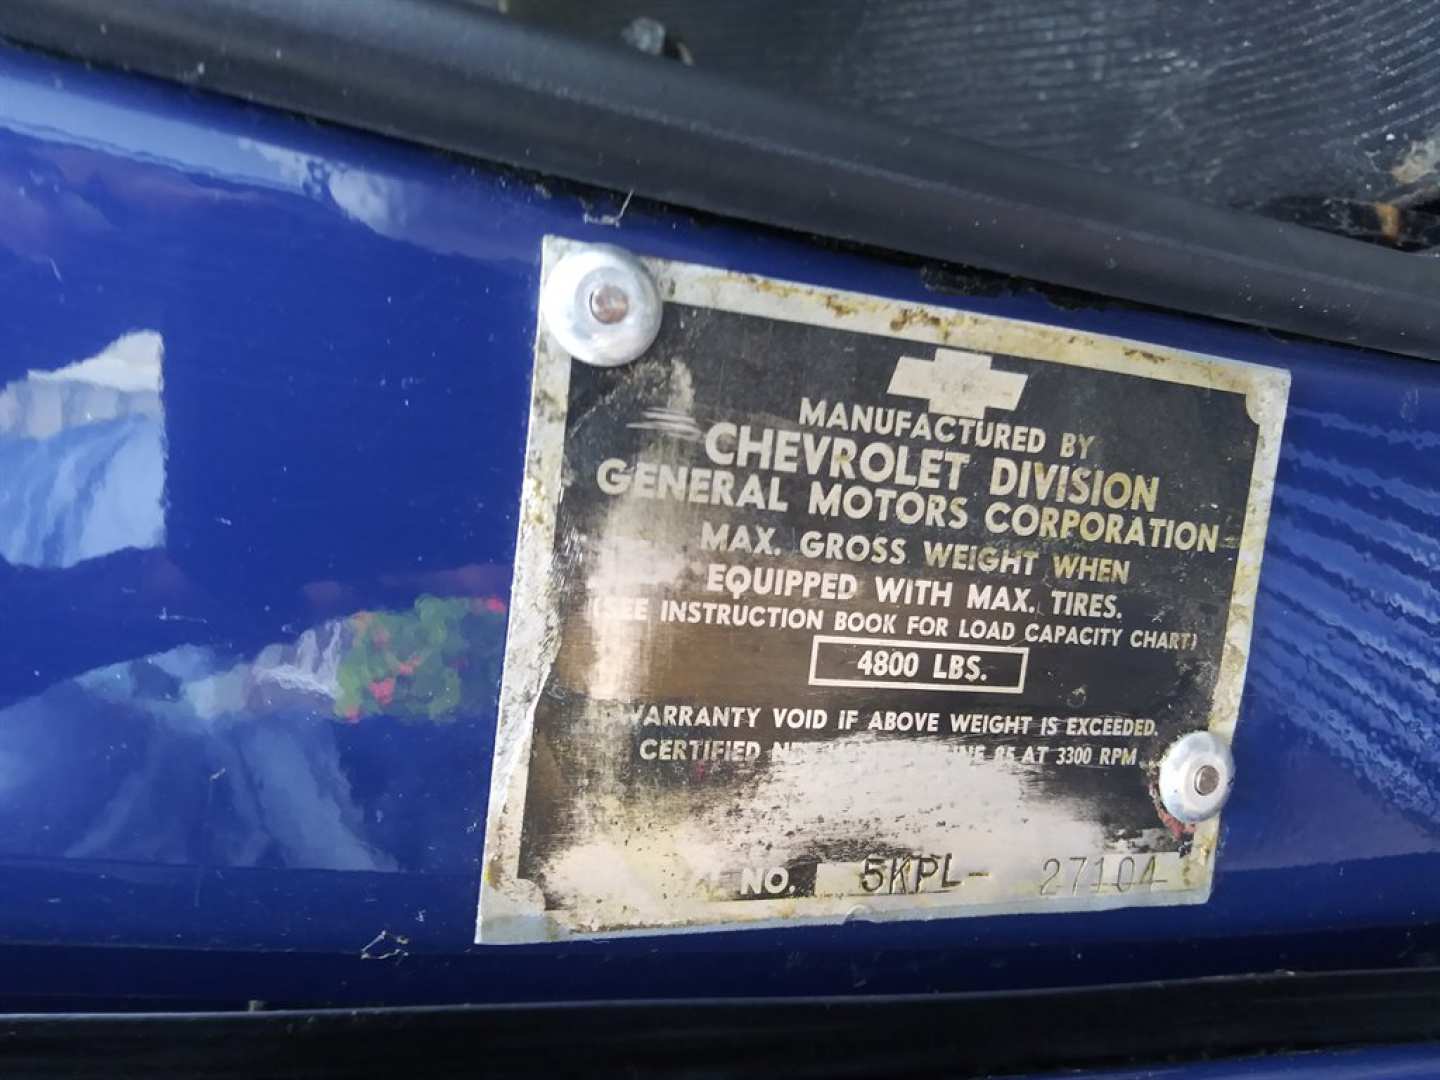 MANUFACTURED BY
CHEVROLET DIVISION
GENERAL MOTORS CORPORATION
MAX. GROSS WEIGHT WHEN
EQUIPPED WITH MAX. TIRES.
(SEE INSTRUCTION BOOK FOR LOAD CAPACITY CHART)
4800 LBS.
WARRANTY VOID IF ABOVE WEIGHT IS EXCEEDED.
CERTIFIED 85 AT 3300 RPM
NO. 5KPL- 27104